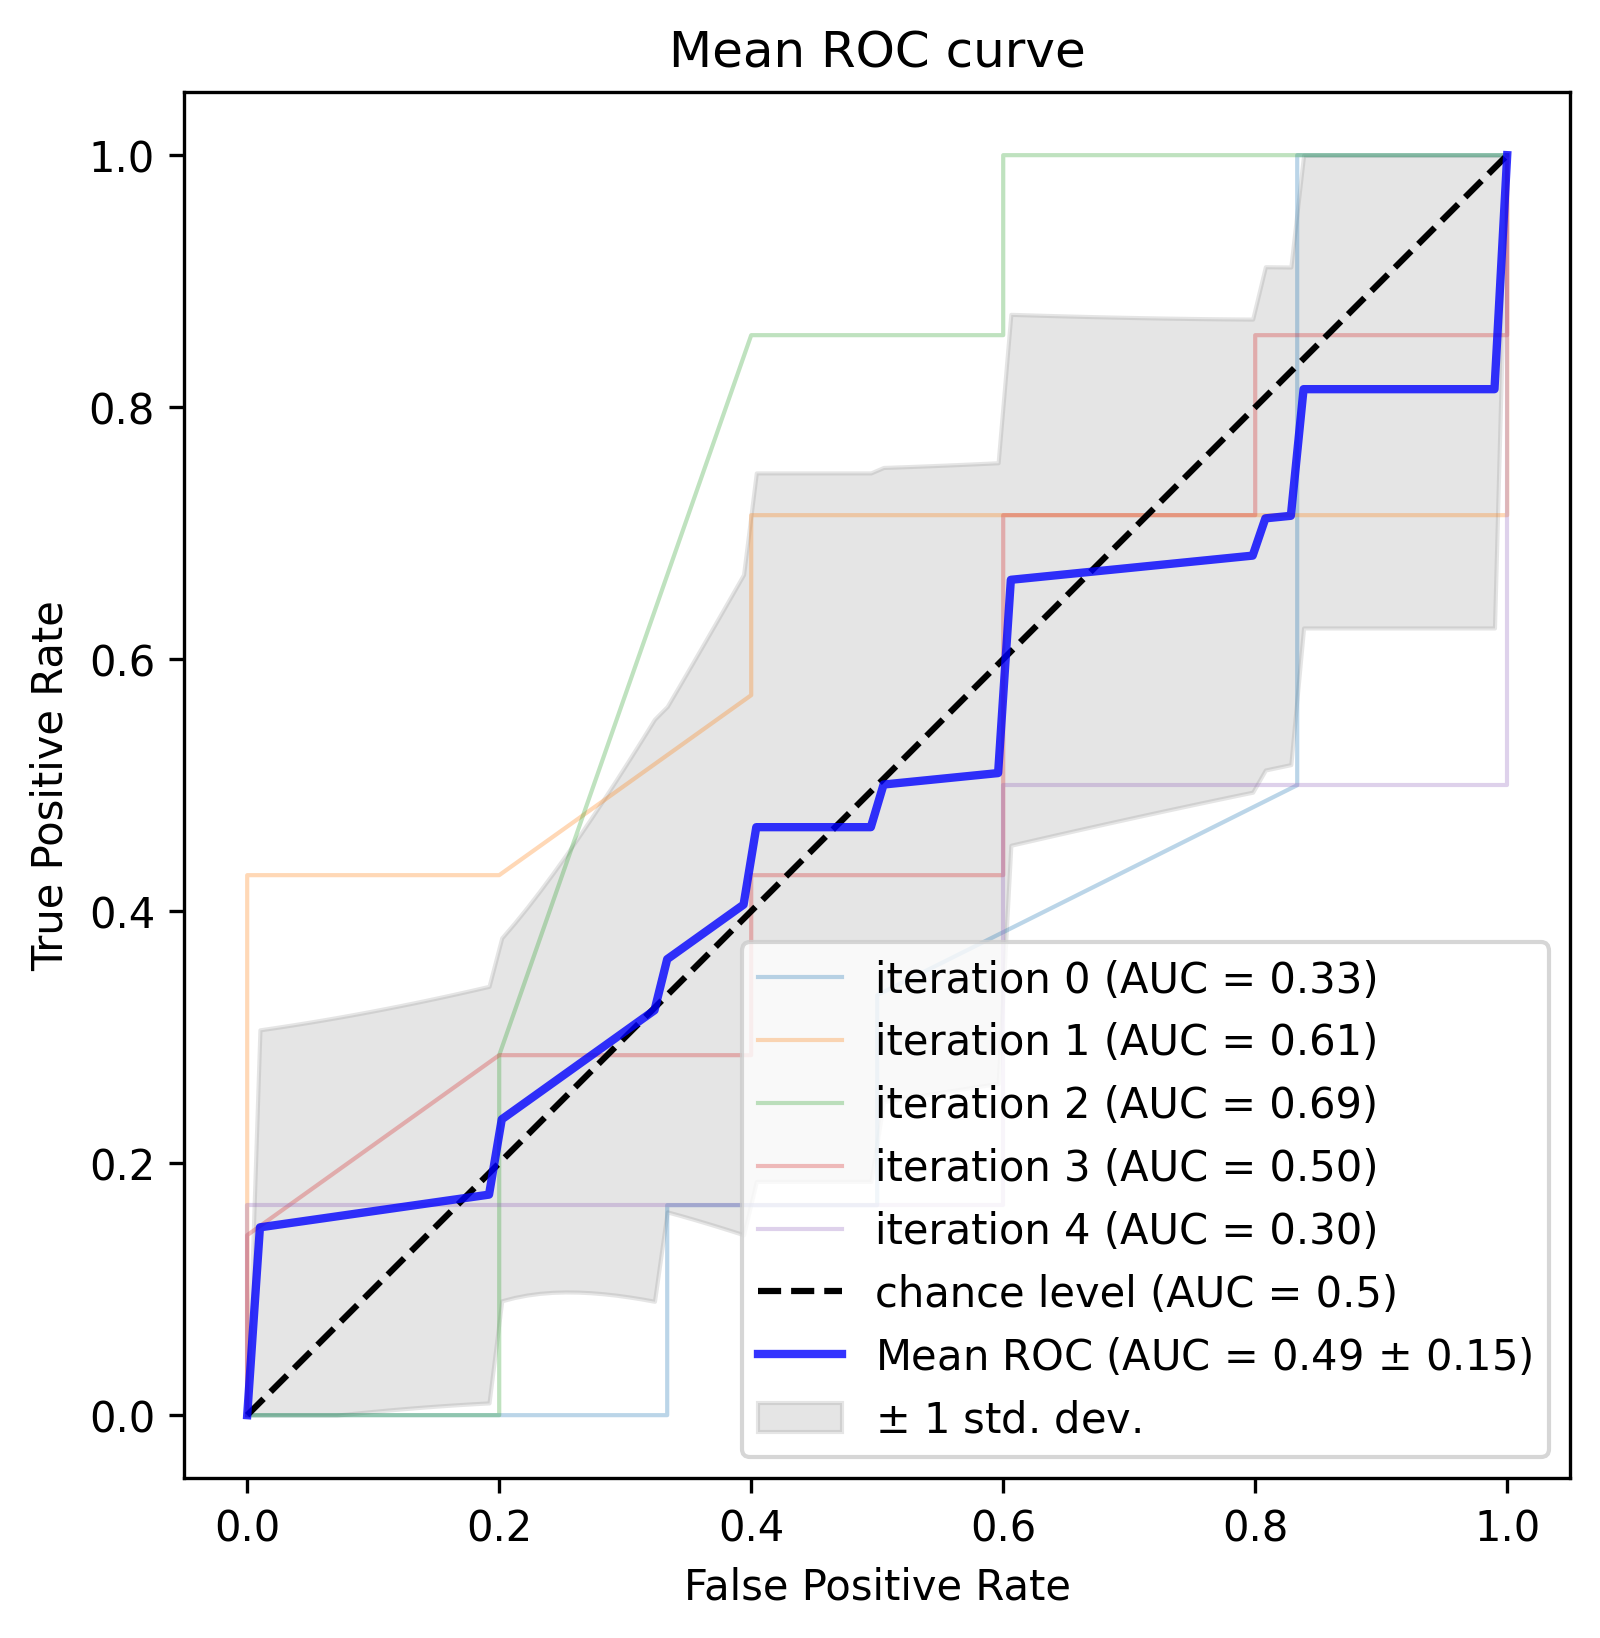 Mean ROC curve
True Positive Rate
1.0
0.8
0.6
0.4
0.2
0.0
iteration 0 (AUC = 0.33)
iteration 1 (AUC = 0.61)
iteration 2 (AUC = 0.69)
iteration 3 (AUC = 0.50)
iteration 4 (AUC = 0.30)
chance level (AUC = 0.5)
Mean ROC (AUC = 0.49 ± 0.15)
± 1 std. dev.
0.0 0.2 0.4 0.6 0.8 1.0
False Positive Rate